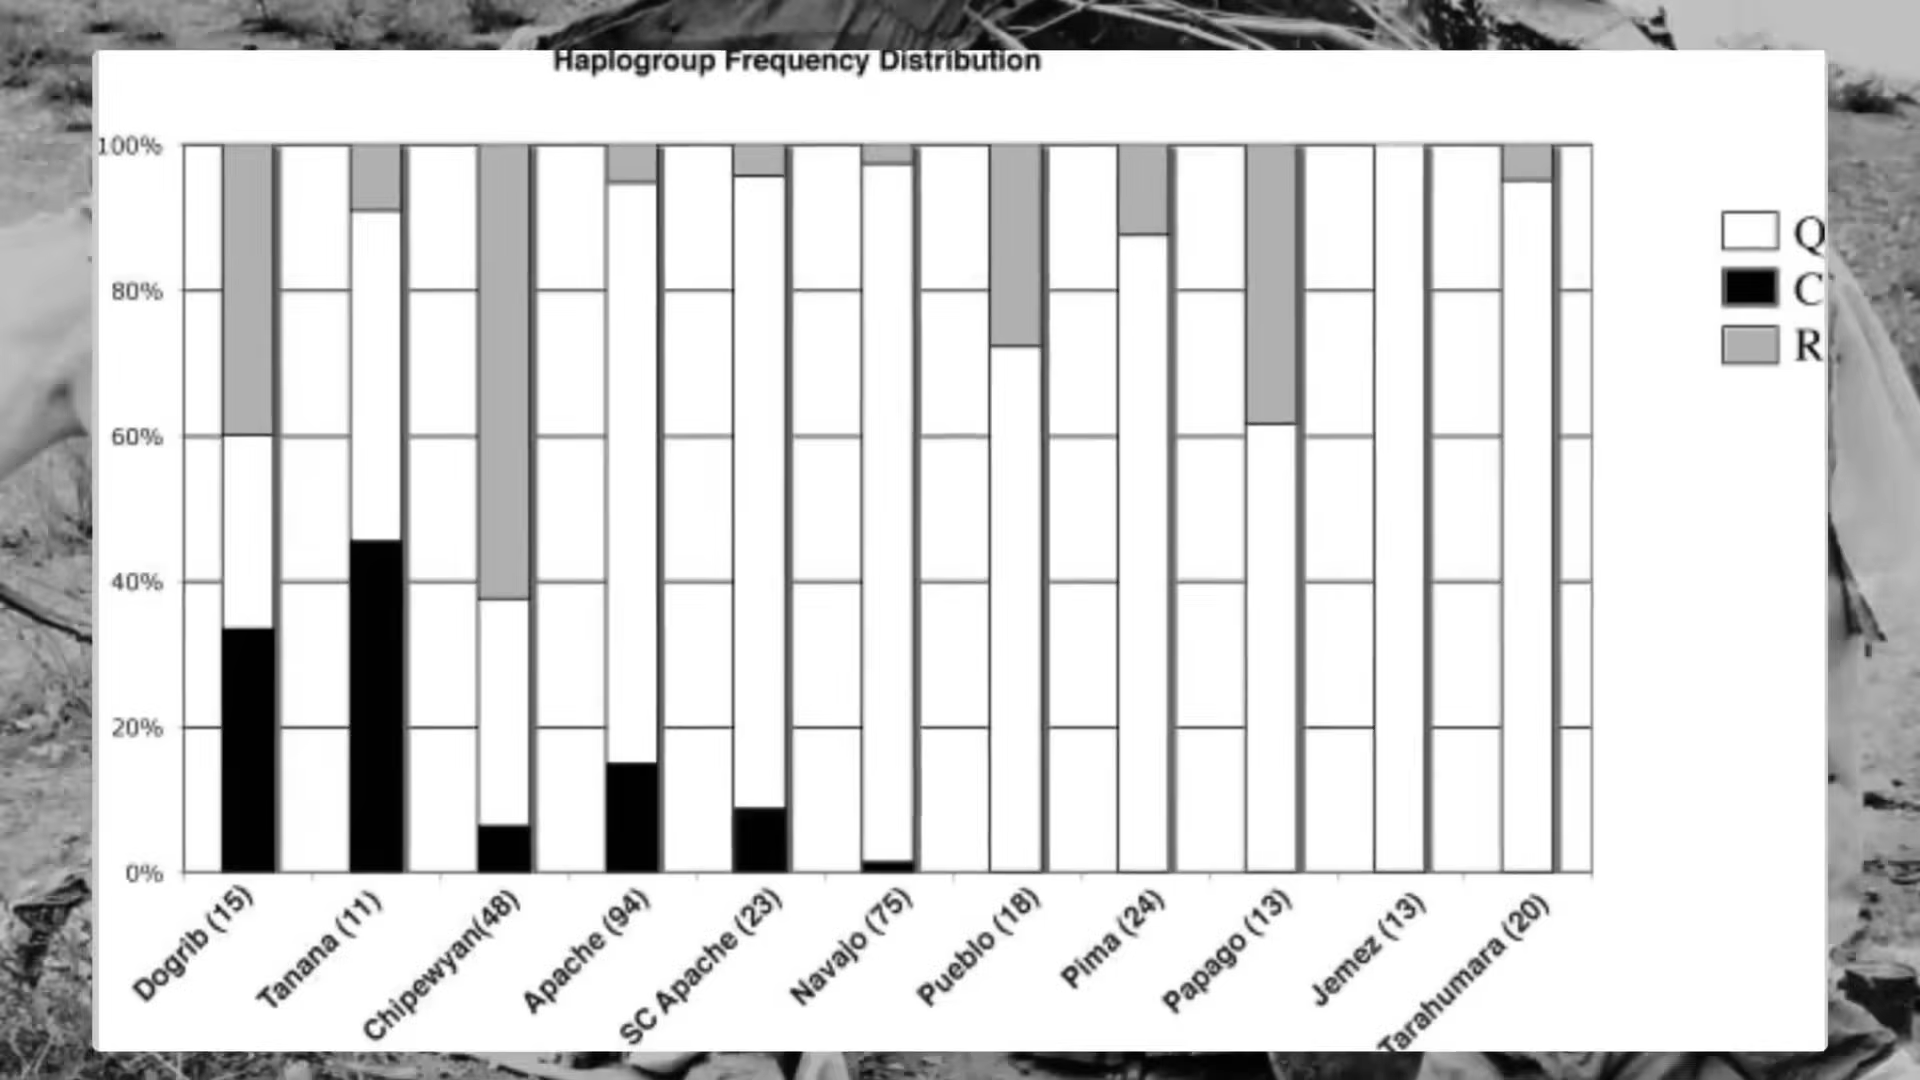 Haplogroup Frequency Distribution
100%
80%
60%
40%
20%
0%
Q
C
R
Dogrib (15)
Tanana (11)
Chipewyan(48)
Apache (94)
SC Apache (23)
Navajo (75)
Pueblo (18)
Pima (24)
Papago (13)
Jemez (13)
Tarahumara (20)